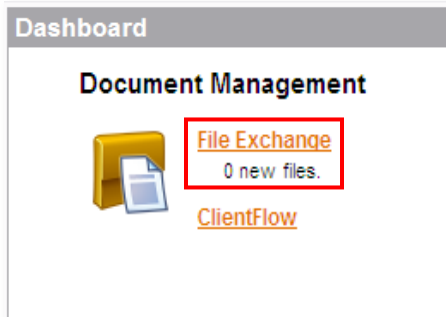 Dashboard
Document Management
File Exchange
0 new files.
ClientFlow